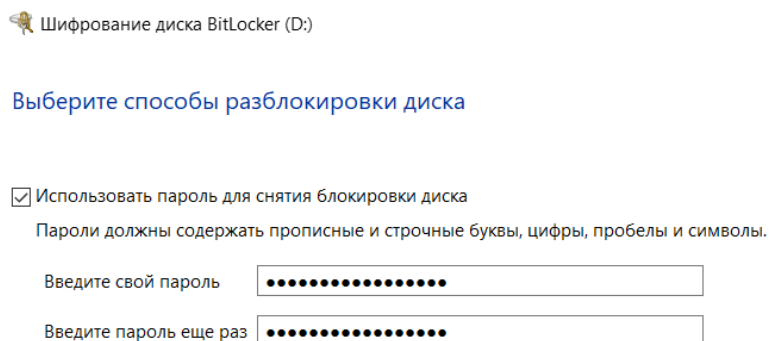 Шифрование диска BitLocker (D:)
Выберите способы разблокировки диска
Использовать пароль для снятия блокировки диска
Пароли должны содержать прописные и строчные буквы, цифры, пробелы и символы.
Введите свой пароль ●●●●●●●●●●●●●●●●●
Введите пароль еще раз ●●●●●●●●●●●●●●●●●